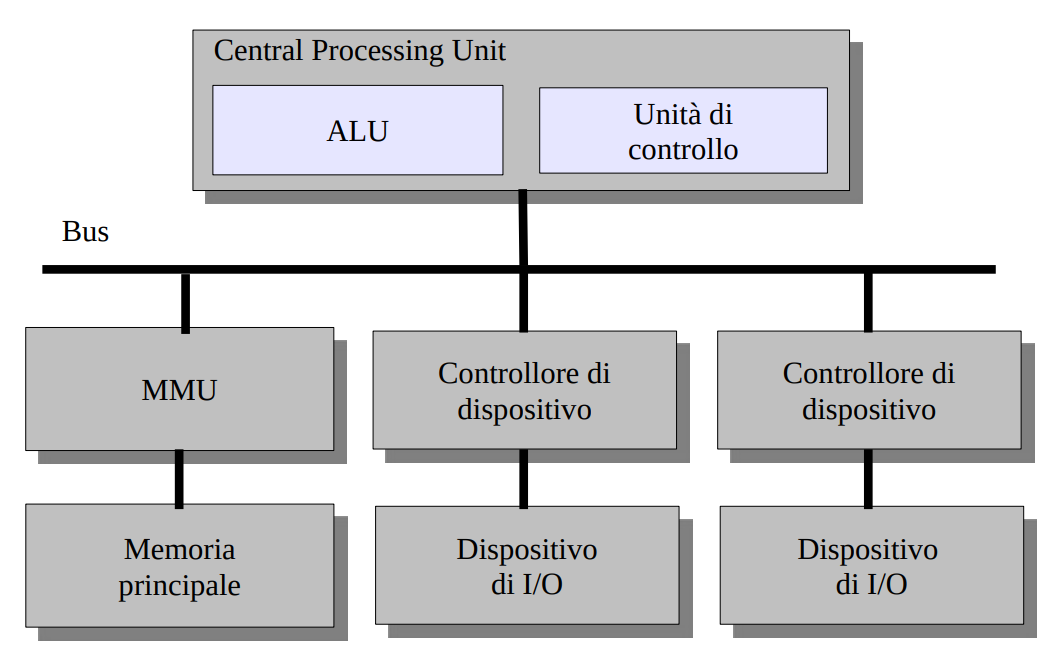 Central Processing Unit
ALU
Unità di
controllo
Bus
MMU
Controllore di
dispositivo
Controllore di
dispositivo
Memoria
principale
Dispositivo
di I/O
Dispositivo
di I/O